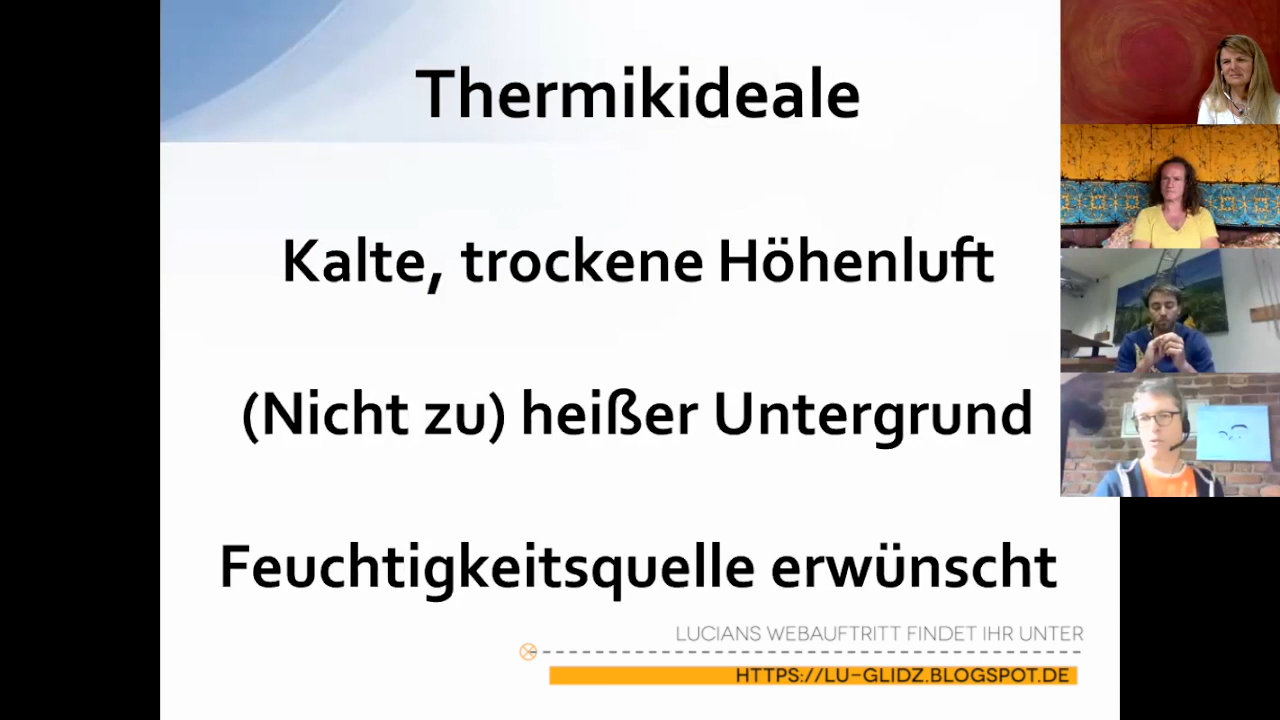 Thermikideale
Kalte, trockene Höhenluft
(Nicht zu) heißer Untergrund
Feuchtigkeitsquelle erwünscht
LUCIANS WEBAUFTRITT FINDET IHR UNTER
HTTPS://LU-GLIDZ.BLOGSPOT.DE